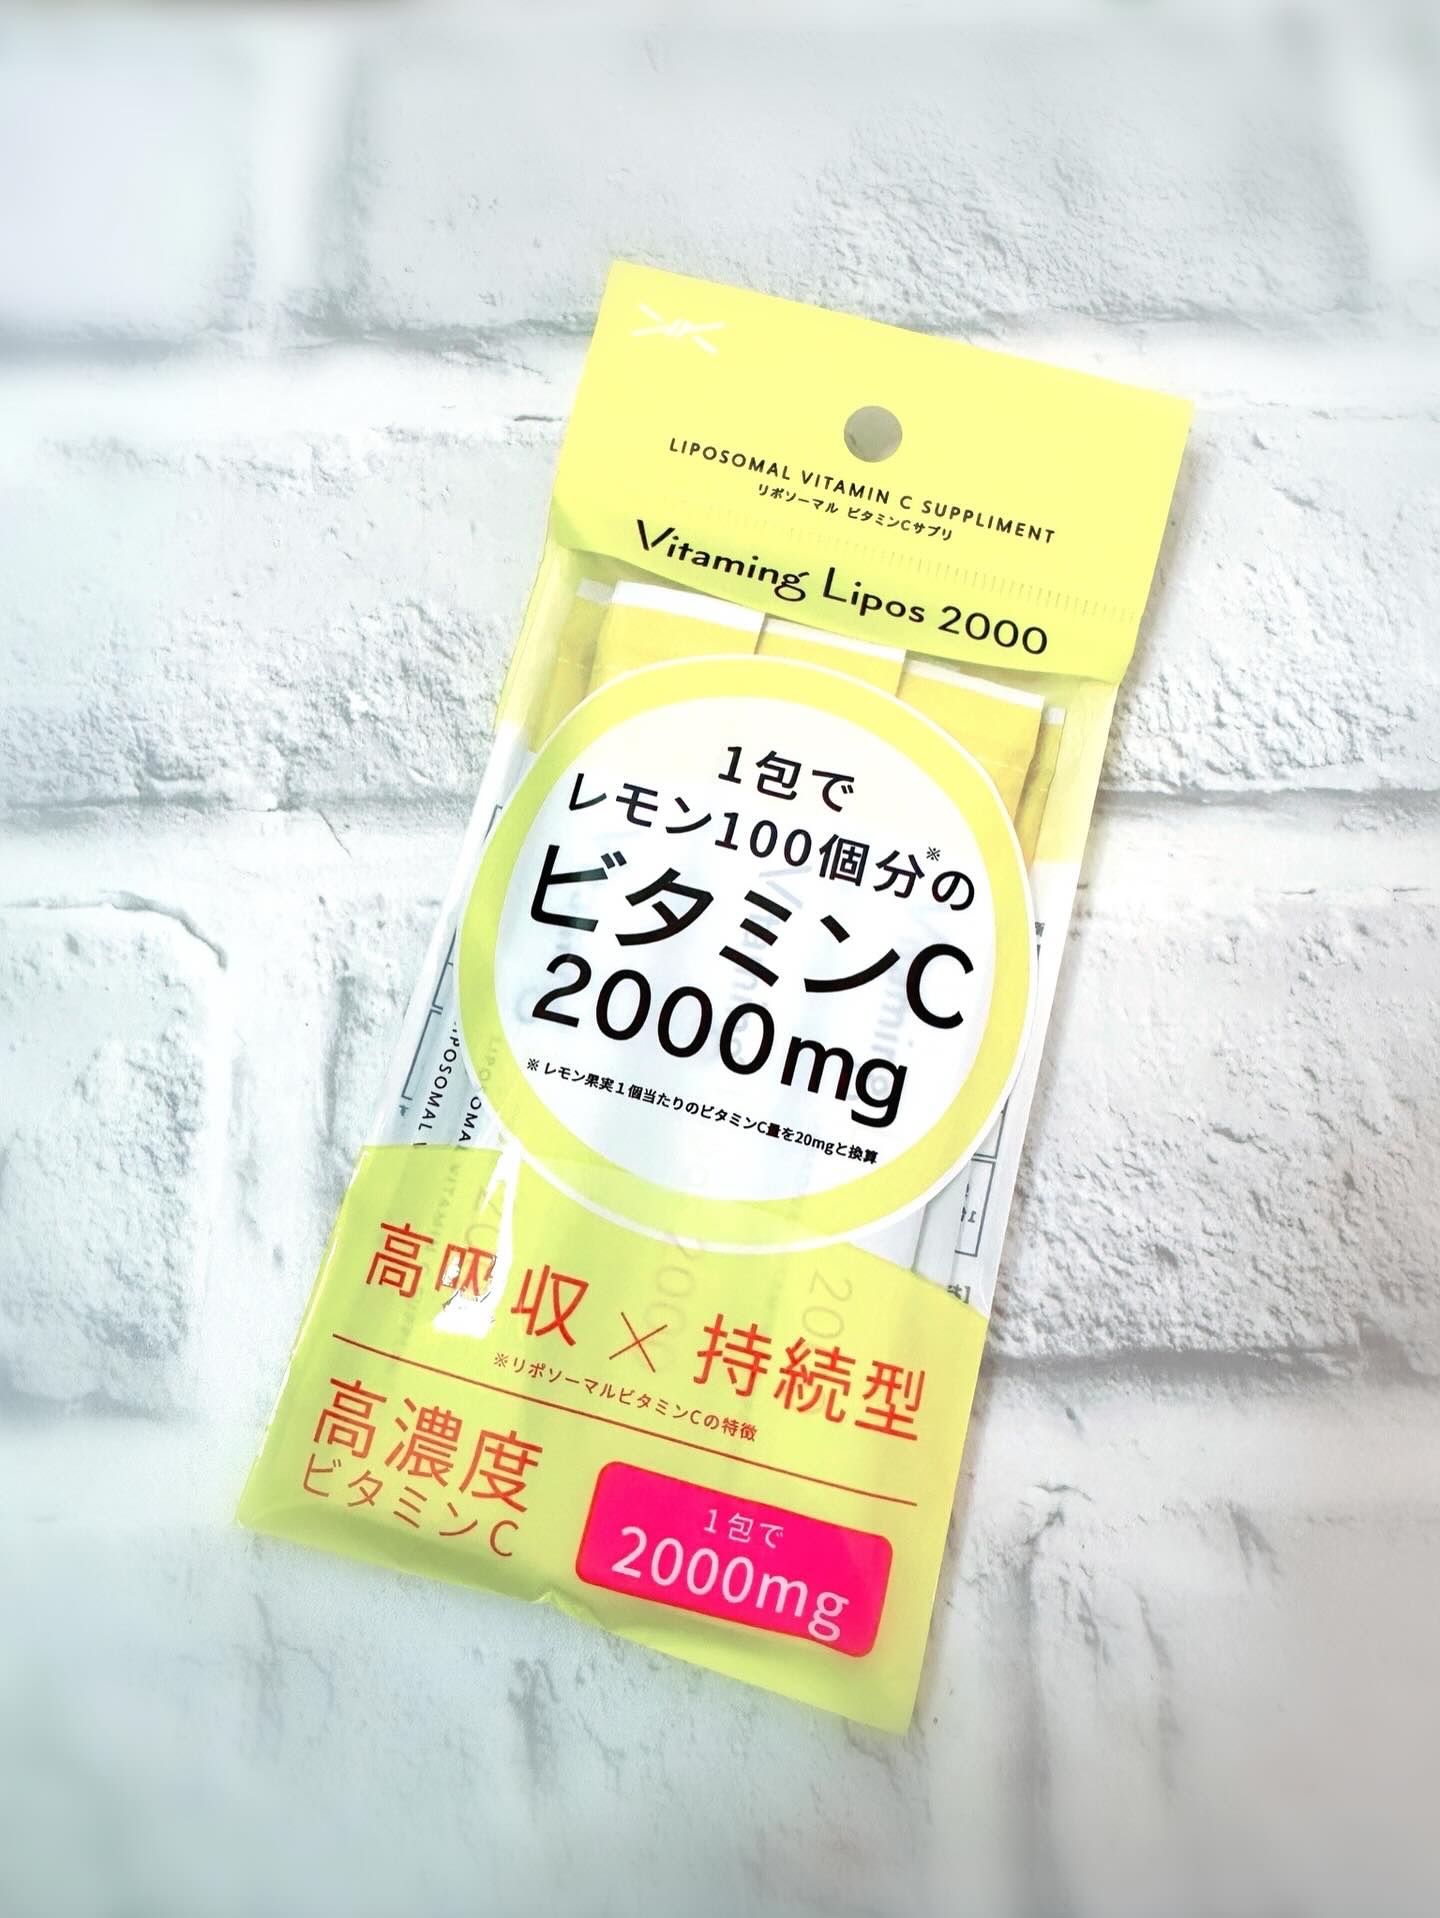 LIPOSOMAL VITAMIN C SUPPLIMENT
リポソーマル ビタミンCサプリ
Vitaming Lipos 2000
1包で
レモン100個分※の
ビタミンC
2000mg
※ レモン果実1個当たりのビタミンC量を20mgと換算
高吸収×持続型
※リポソーマルビタミンCの特徴
高濃度
ビタミンC
1包で
2000mg